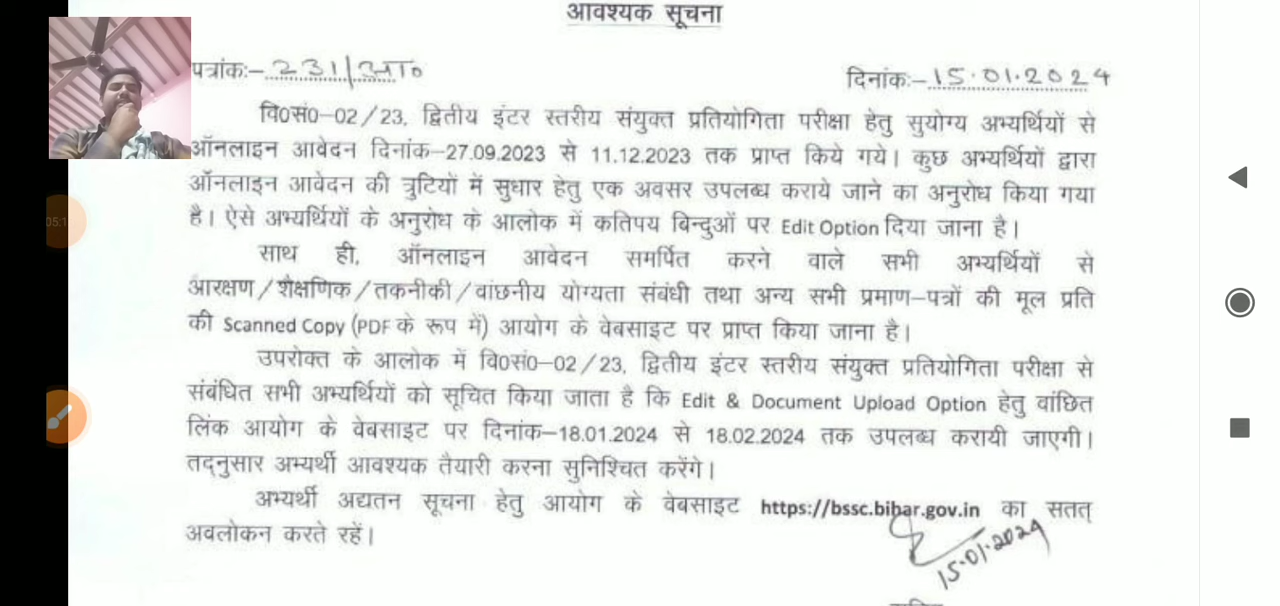 आवश्यक सूचना
पत्रांकः– 231/आ0
दिनांकः– 15.01.2024
वि0सं0–02/23, द्वितीय इंटर स्तरीय संयुक्त प्रतियोगिता परीक्षा हेतु सुयोग्य अभ्यर्थियों से
ऑनलाइन आवेदन दिनांक–27.09.2023 से 11.12.2023 तक प्राप्त किये गये। कुछ अभ्यर्थियों द्वारा
ऑनलाइन आवेदन की त्रुटियों में सुधार हेतु एक अवसर उपलब्ध कराये जाने का अनुरोध किया गया
है। ऐसे अभ्यर्थियों के अनुरोध के आलोक में कतिपय बिन्दुओं पर Edit Option दिया जाना है।
साथ ही, ऑनलाइन आवेदन समर्पित करने वाले सभी अभ्यर्थियों से
आरक्षण/शैक्षणिक/तकनीकी/वांछनीय योग्यता संबंधी तथा अन्य सभी प्रमाण–पत्रों की मूल प्रति
की Scanned Copy (PDF के रूप में) आयोग के वेबसाइट पर प्राप्त किया जाना है।
उपरोक्त के आलोक में वि0सं0–02/23, द्वितीय इंटर स्तरीय संयुक्त प्रतियोगिता परीक्षा से
संबंधित सभी अभ्यर्थियों को सूचित किया जाता है कि Edit & Document Upload Option हेतु वांछित
लिंक आयोग के वेबसाइट पर दिनांक–18.01.2024 से 18.02.2024 तक उपलब्ध करायी जाएगी।
तद्नुसार अभ्यर्थी आवश्यक तैयारी करना सुनिश्चित करेंगे।
अभ्यर्थी अद्यतन सूचना हेतु आयोग के वेबसाइट https://bssc.bihar.gov.in का सतत्
अवलोकन करते रहें।
15.01.2024